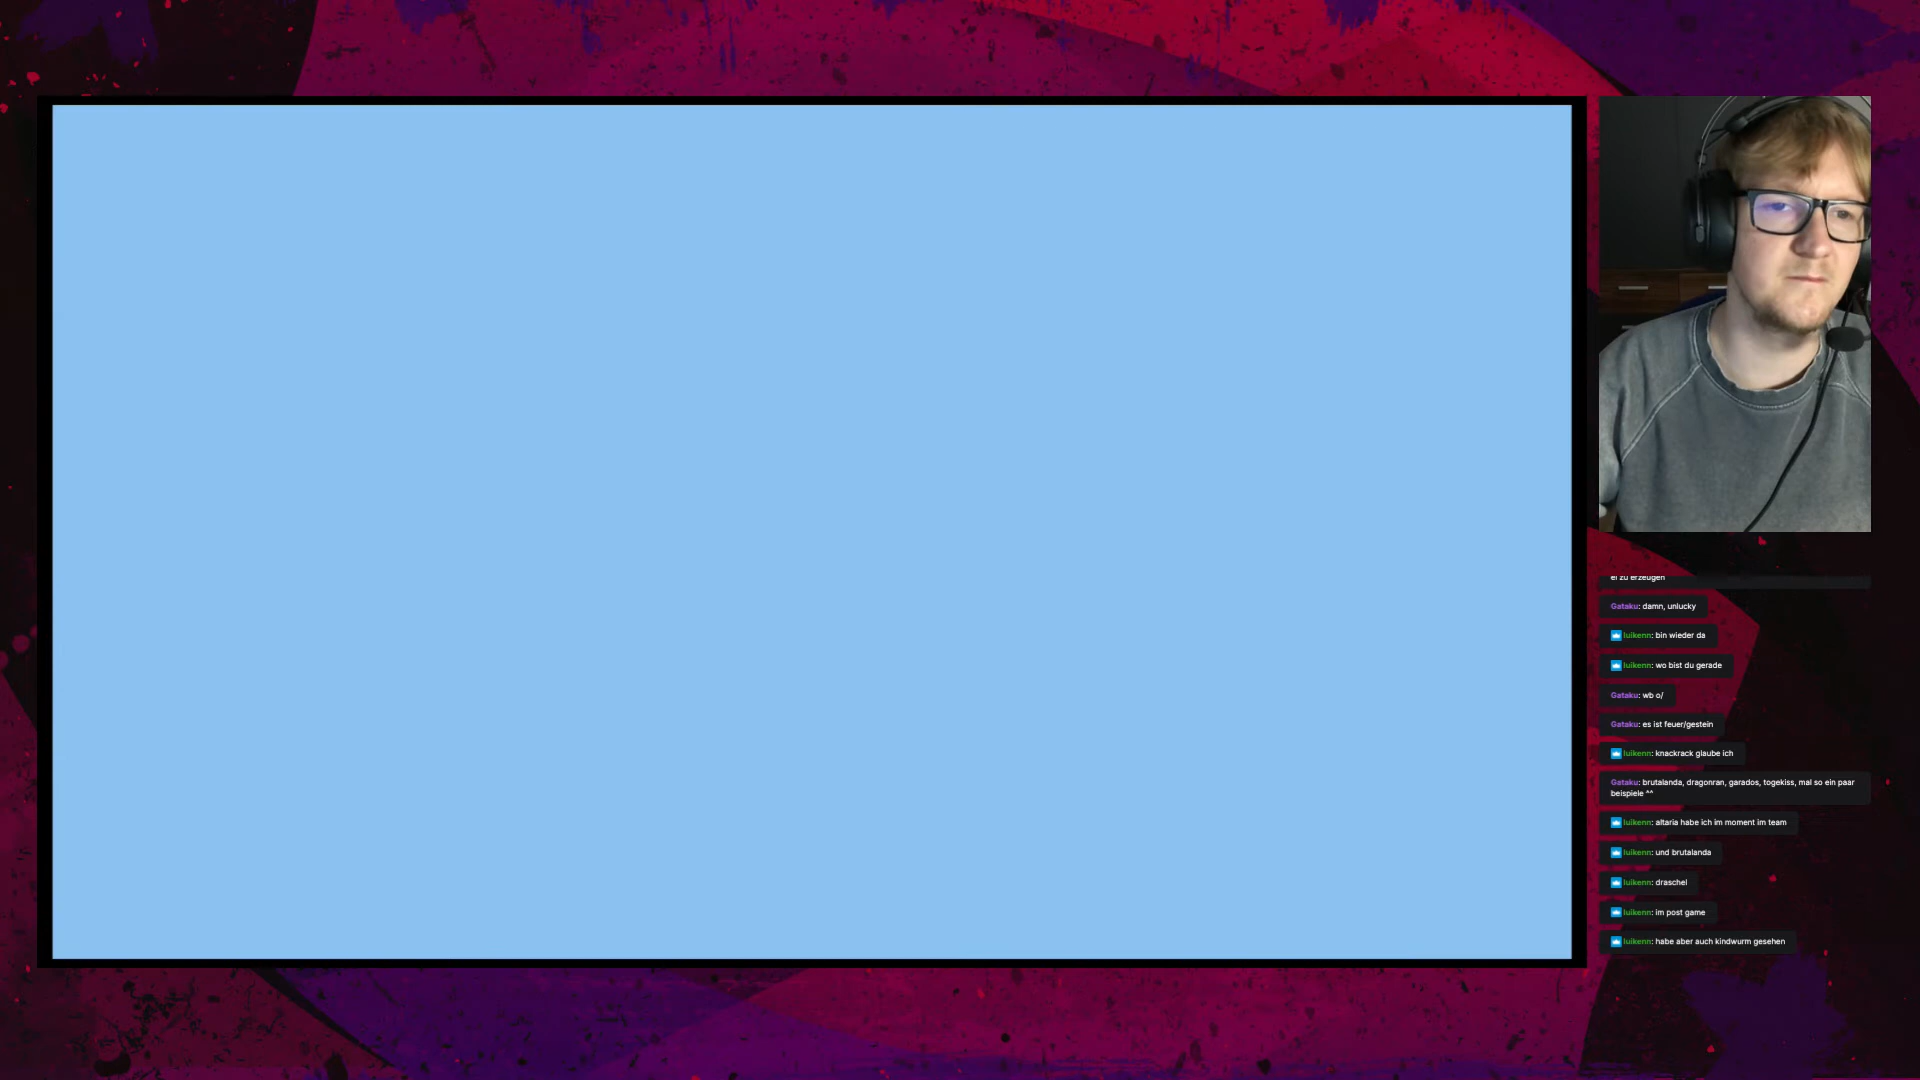 ei zu erzeugen
Gataku: damn, unlucky
luikenn: bin wieder da
luikenn: wo bist du gerade
Gataku: wb o/
Gataku: es ist feuer/gestein
luikenn: knackrack glaube ich
Gataku: brutalanda, dragonran, garados, togekiss, mal so ein paar
beispiele ^^
luikenn: altaria habe ich im moment im team
luikenn: und brutalanda
luikenn: draschel
luikenn: im post game
luikenn: habe aber auch kindwurm gesehen